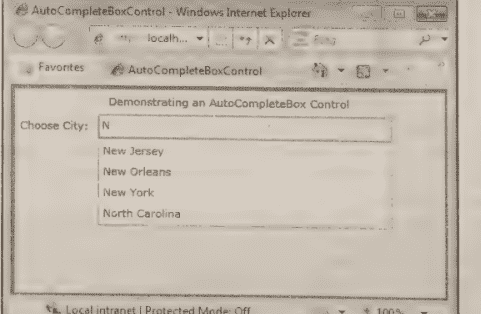 AutoCompleteBoxControl - Windows Internet Explorer
localh...
Favorites
AutoCompleteBoxControl
Demonstrating an AutoCompleteBox Control
Choose City: N
New Jersey
New Orleans
New York
North Carolina
Local intranet | Protected Mode: Off
100%